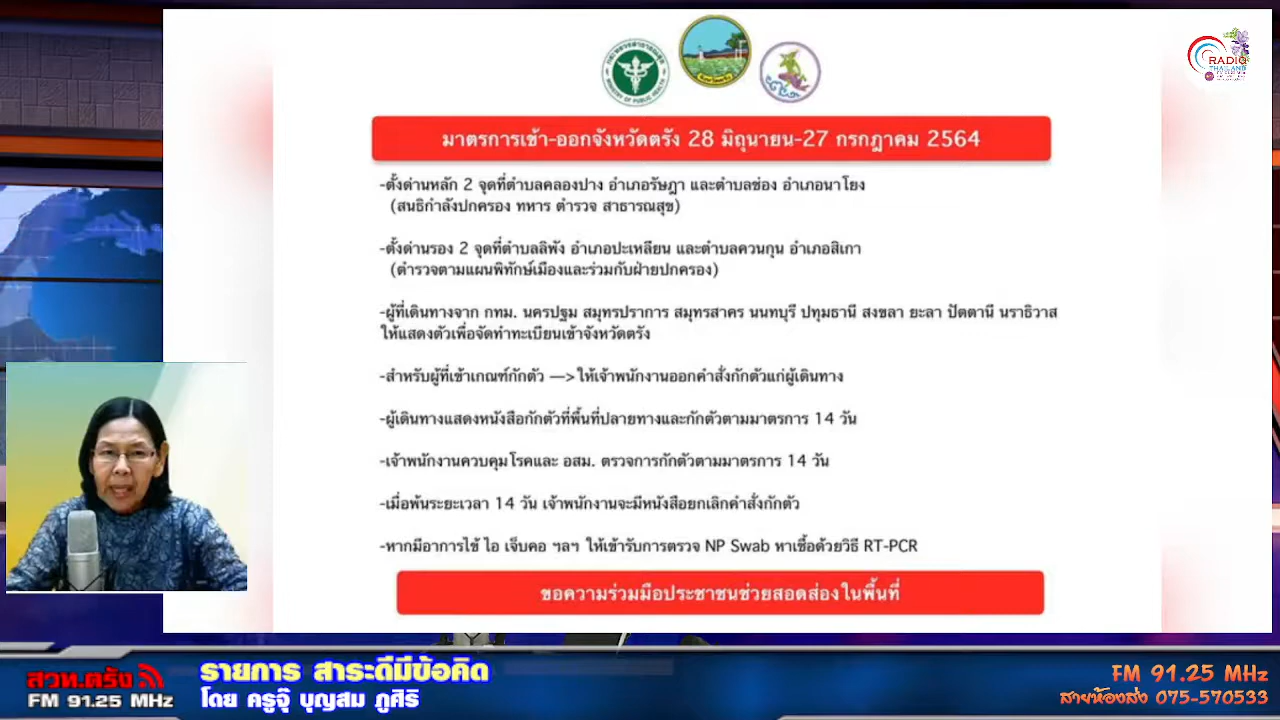 RADIO
THAILAND
มาตรการเข้า-ออกจังหวัดตรัง 28 มิถุนายน-27 กรกฎาคม 2564
-ตั้งด่านหลัก 2 จุดที่ตำบลคลองปาง อำเภอรัษฎา และตำบลช่อง อำเภอนาโยง
(สนธิกำลังปกครอง ทหาร ตำรวจ สาธารณสุข)
-ตั้งด่านรอง 2 จุดที่ตำบลลิพัง อำเภอปะเหลียน และตำบลควนกุน อำเภอสิเกา
(ตำรวจตามแผนพิทักษ์เมืองและร่วมกับฝ่ายปกครอง)
-ผู้ที่เดินทางจาก กทม. นครปฐม สมุทรปราการ สมุทรสาคร นนทบุรี ปทุมธานี สงขลา ยะลา ปัตตานี นราธิวาส
ให้แสดงตัวเพื่อจัดทำทะเบียนเข้าจังหวัดตรัง
-สำหรับผู้ที่เข้าเกณฑ์กักตัว —>ให้เจ้าพนักงานออกคำสั่งกักตัวแก่ผู้เดินทาง
-ผู้เดินทางแสดงหนังสือกักตัวที่พื้นที่ปลายทางและกักตัวตามมาตรการ 14 วัน
-เจ้าพนักงานควบคุมโรคและ อสม. ตรวจการกักตัวตามมาตรการ 14 วัน
-เมื่อพ้นระยะเวลา 14 วัน เจ้าพนักงานจะมีหนังสือยกเลิกคำสั่งกักตัว
-หากมีอาการไข้ ไอ เจ็บคอ ฯลฯ ให้เข้ารับการตรวจ NP Swab หาเชื้อด้วยวิธี RT-PCR
ขอความร่วมมือประชาชนช่วยสอดส่องในพื้นที่
สวท.ตรัง
FM 91.25 MHz
รายการ สาระดีมีข้อคิด
โดย ครูจุ๊ บุญสม ภูศิริ
FM 91.25 MHz
สายห้องส่ง 075-570533